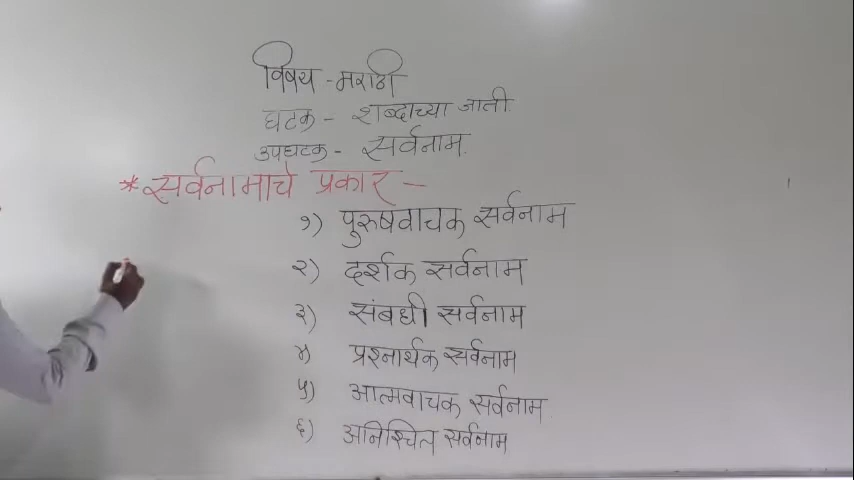 विषय - मराठी
घटक - शब्दाच्या जाती.
उपघटक - सर्वनाम.
* सर्वनामाचे प्रकार -
१) पुरुषवाचक सर्वनाम
२) दर्शक सर्वनाम
३) संबधी सर्वनाम
४) प्रश्नार्थक सर्वनाम
५) आत्मवाचक सर्वनाम.
६) अनिश्चित सर्वनाम